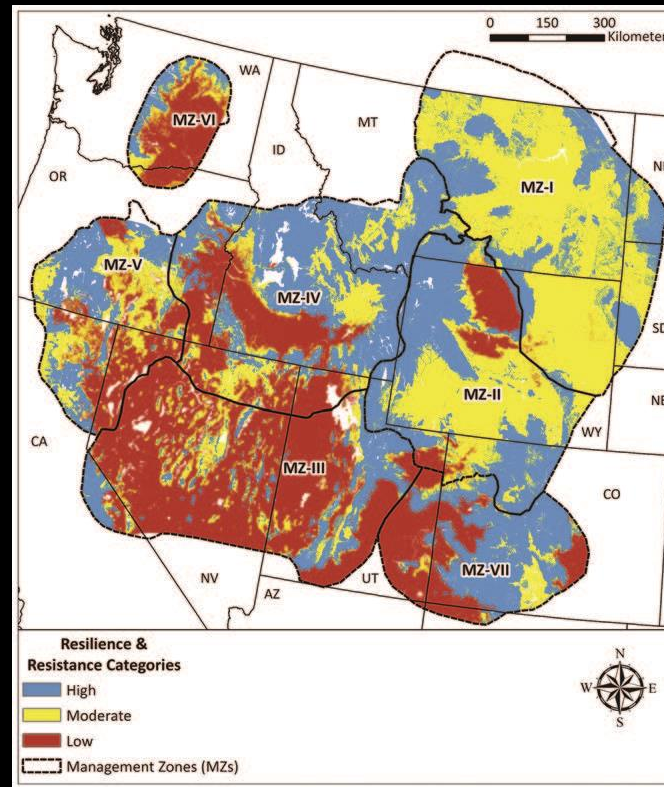 0 150 300
Kilometer
WA
MZ-VI
MT
ID
OR
MZ-I
MZ-V
MZ-IV
SD
MZ-II
NE
WY
CA
MZ-III
CO
MZ-VII
NV
UT
AZ
Resilience &
Resistance Categories
High
Moderate
Low
Management Zones (MZs)
N
W E
S